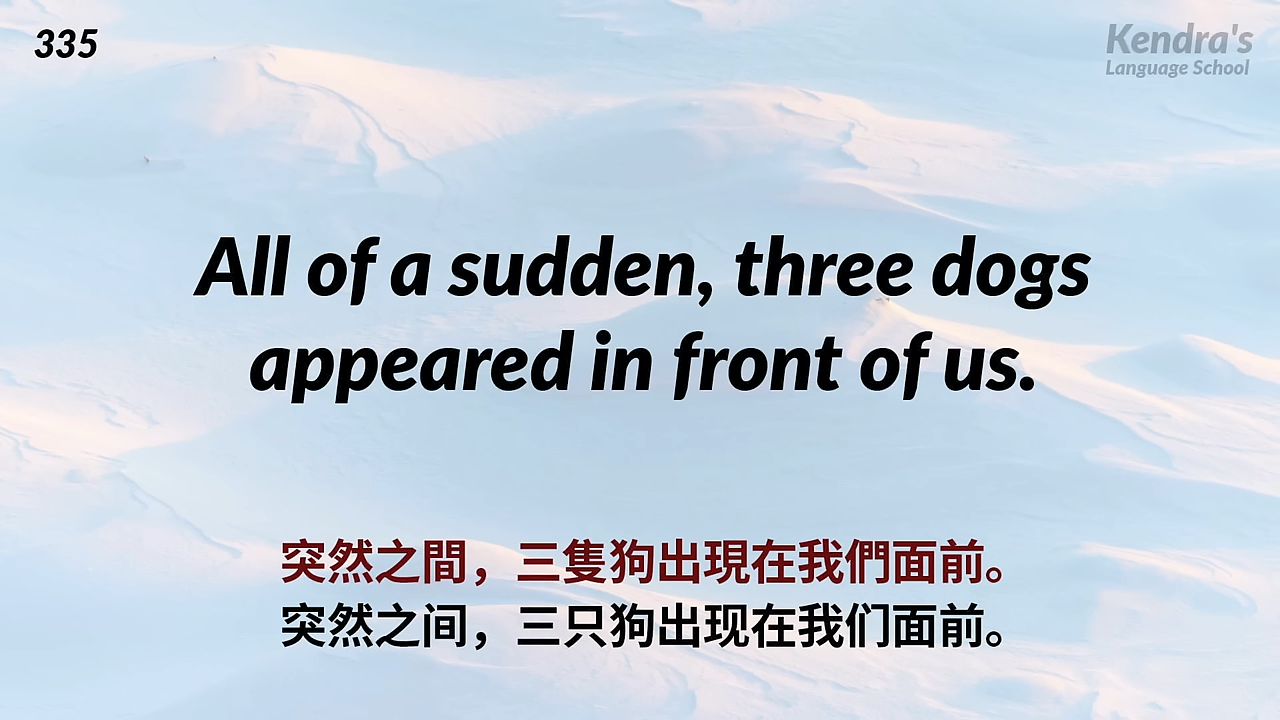 335
Kendra's
Language School
All of a sudden, three dogs
appeared in front of us.
突然之間，三隻狗出現在我們面前。
突然之间，三只狗出现在我们面前。